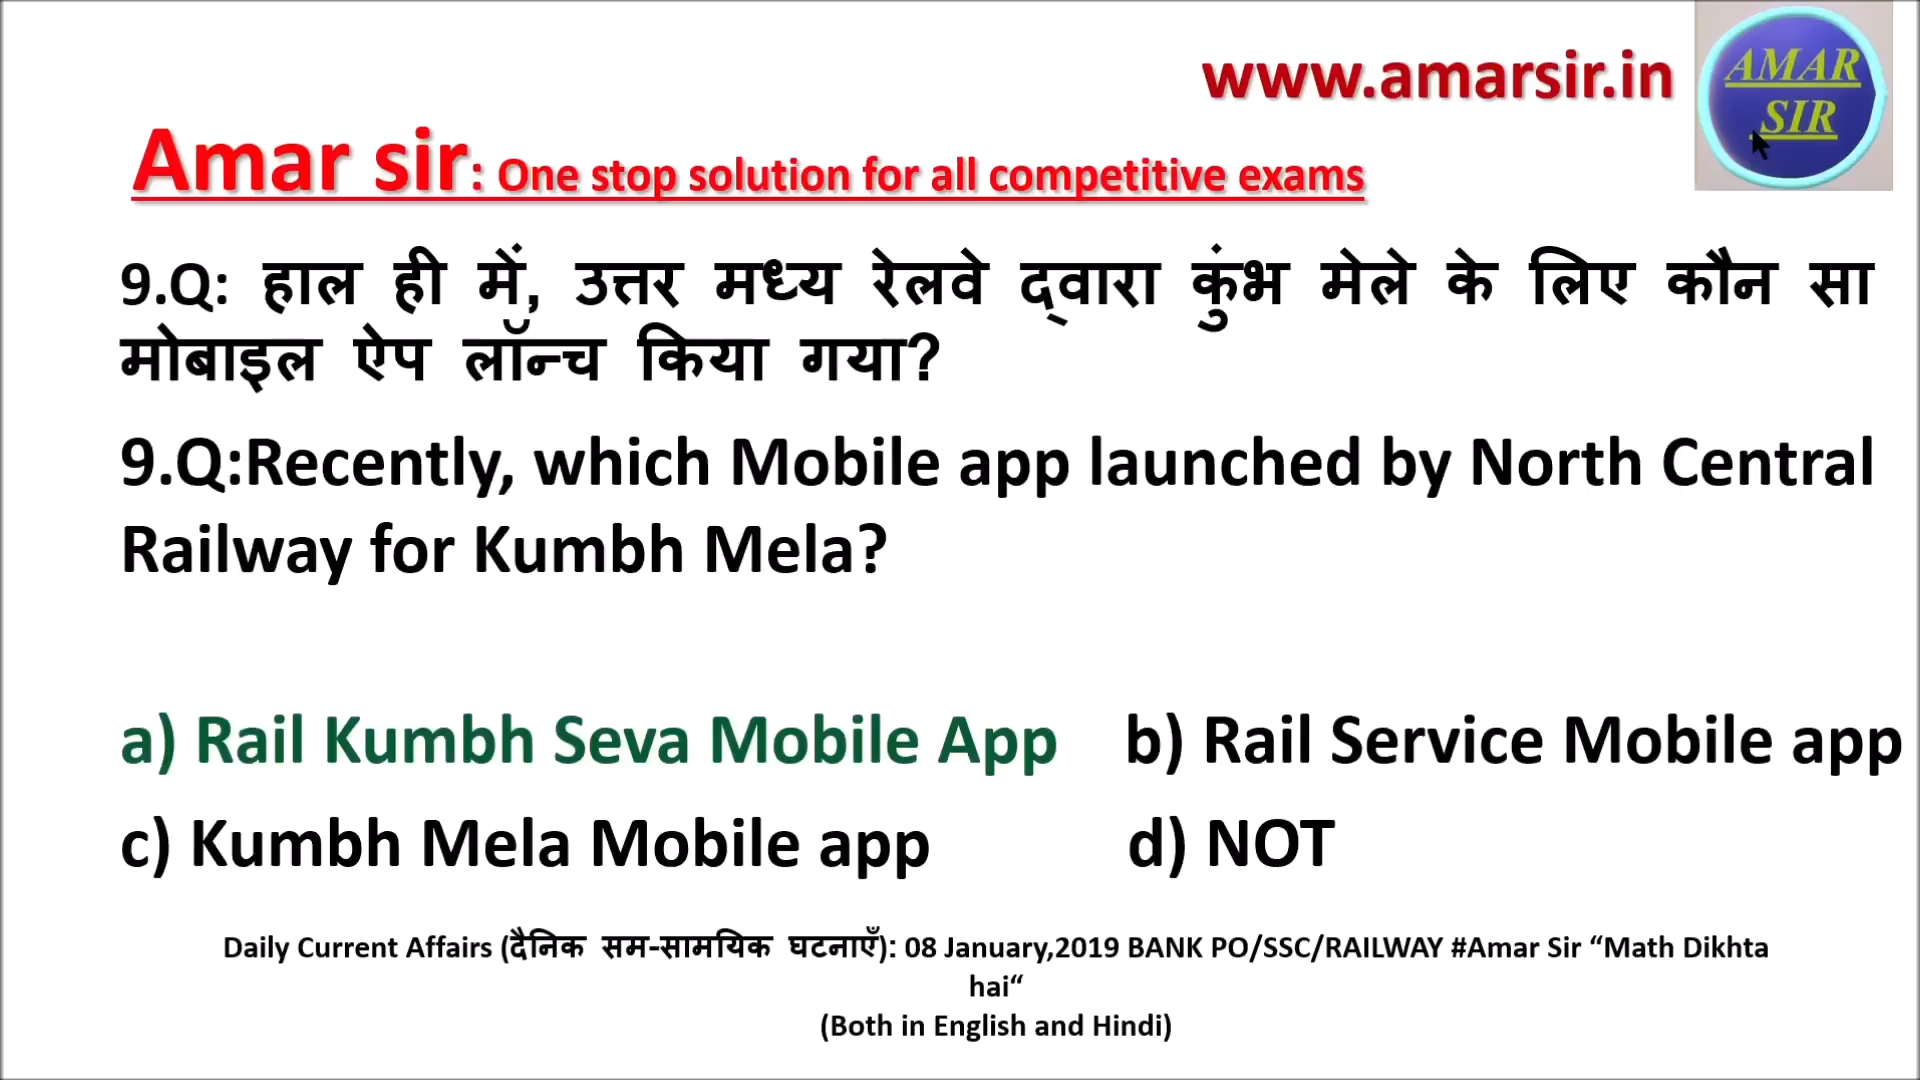 www.amarsir.in
AMAR
SIR
Amar sir: One stop solution for all competitive exams
9.Q: हाल ही में, उत्तर मध्य रेलवे द्वारा कुंभ मेले के लिए कौन सा
मोबाइल ऐप लॉन्च किया गया?
9.Q:Recently, which Mobile app launched by North Central
Railway for Kumbh Mela?
a) Rail Kumbh Seva Mobile App b) Rail Service Mobile app
c) Kumbh Mela Mobile app d) NOT
Daily Current Affairs (दैनिक सम-सामयिक घटनाएँ): 08 January,2019 BANK PO/SSC/RAILWAY #Amar Sir “Math Dikhta
hai“
(Both in English and Hindi)